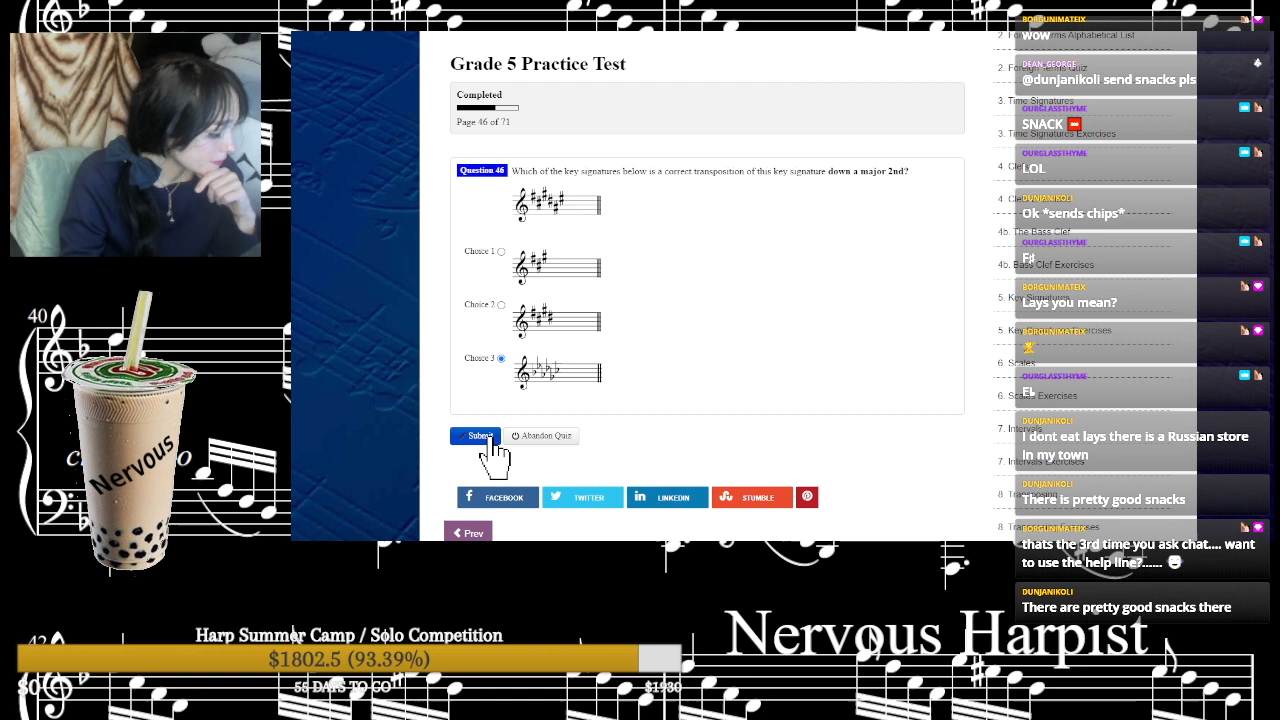 Grade 5 Practice Test
Completed
Page 46 of 71
Question 46 Which of the key signatures below is a correct transposition of this key signature down a major 2nd?
Choice 1
Choice 2
Choice 3
Submit
Abandon Quiz
FACEBOOK
TWITTER
LINKEDIN
STUMBLE
Prev
3. Time Signatures
3. Time Signatures Exercises
4b. The Bass Clef
4b. Bass Clef Exercises
5. Key Signatures
6. Scales
6. Scales Exercises
7. Intervals
7. Intervals Exercises
BORGUNIMATEIX
wow
DEAN_GEORGE
@dunjanikoli send snacks pls
OURGLASSTHYME
SNACK
OURGLASSTHYME
LOL
DUNJANIKOLI
Ok *sends chips*
OURGLASSTHYME
F#
BORGUNIMATEIX
Lays you mean?
BORGUNIMATEIX
OURGLASSTHYME
DUNJANIKOLI
I dont eat lays there is a Russian store
in my town
DUNJANIKOLI
There is pretty good snacks
BORGUNIMATEIX
thats the 3rd time you ask chat.... want
to use the help line?......
DUNJANIKOLI
There are pretty good snacks there
40
Nervous
42
Harp Summer Camp / Solo Competition
$1802.5 (93.39%)
$0
55 DAYS TO GO
$1930
Nervous Harpist